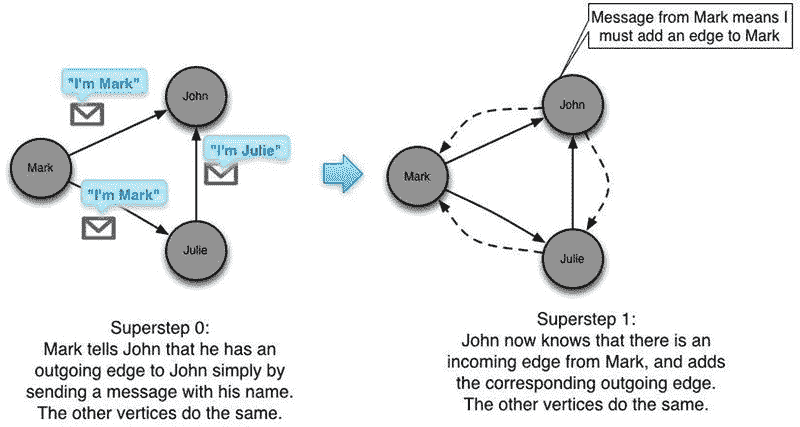 "I'm Mark"
John
"I'm Julie"
Mark
"I'm Mark"
Julie
Superstep 0:
Mark tells John that he has an
outgoing edge to John simply by
sending a message with his name.
The other vertices do the same.
Message from Mark means I
must add an edge to Mark
John
Mark
Julie
Superstep 1:
John now knows that there is an
incoming edge from Mark, and adds
the corresponding outgoing edge.
The other vertices do the same.